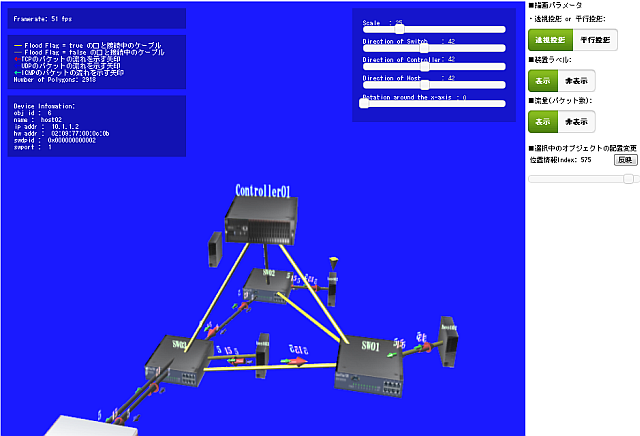 Framerate: 51 fps
― Flood Flag = true の口と接続中のケーブル
― Flood Flag = false の口と接続中のケーブル
←TCPのパケットの流れを示す矢印
UDPのパケットの流れを示す矢印
←ICMPのパケットの流れを示す矢印
Number of Polygons: 2918
Device Infomation:
obj id : 6
name : host02
ip addr : 10.1.1.2
hw addr : 02:03:77:00:0c:0b
swdpid : 0x000000000002
swport : 1
Scale : 25
Direction of Switch : 42
Direction of Controller : 42
Direction of Host : 42
Rotation around the x-axis : 0
■描画パラメータ
・透視投影 or 平行投影:
透視投影 平行投影
■装置ラベル:
表示 非表示
■流量(パケット数):
表示 非表示
■選択中のオブジェクトの配置変更
位置情報Index: 575 反映
Controller01
SW02
SW03
SW01